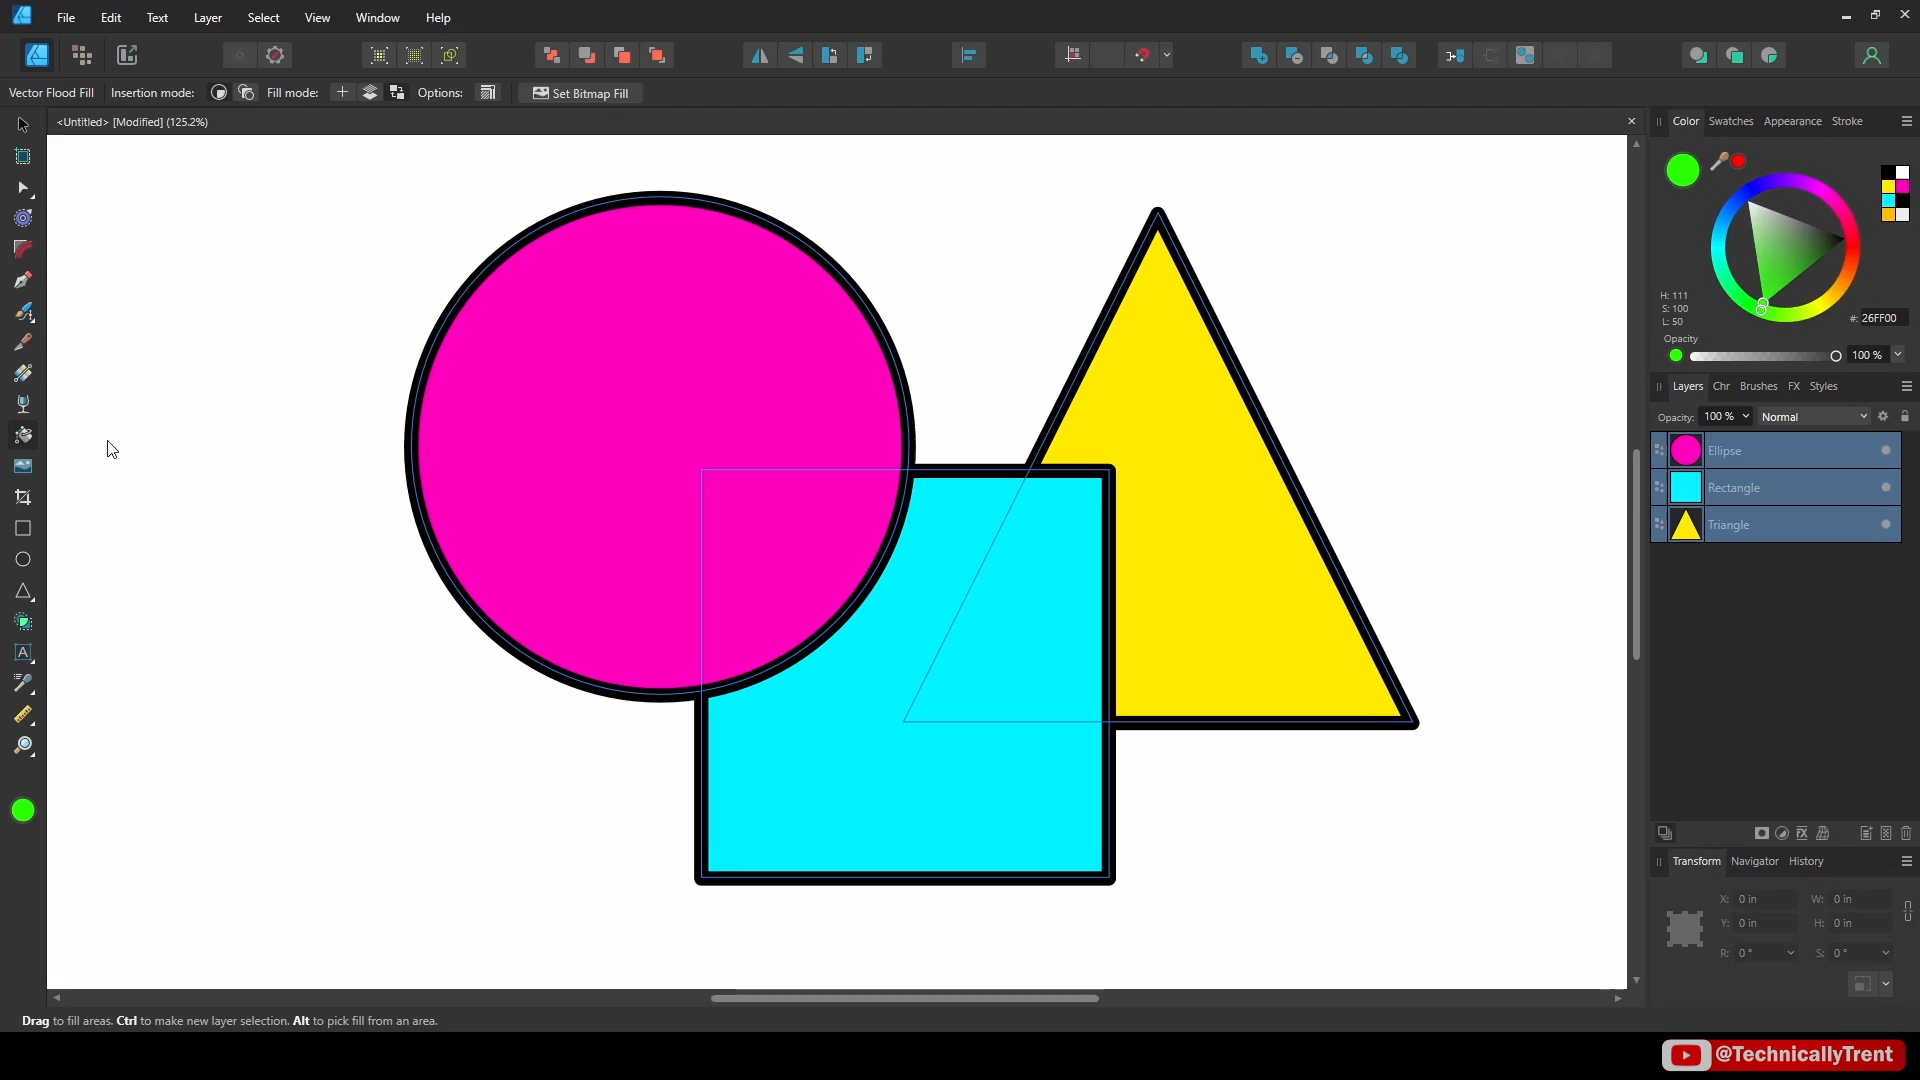 File Edit Text Layer Select View Window Help
Vector Flood Fill Insertion mode: Fill mode: Options: Set Bitmap Fill
<Untitled> [Modified] (125.2%)
Color Swatches Appearance Stroke
H: 111
S: 100
L: 50
#: 26FF00
Opacity
100 %
Layers Chr Brushes FX Styles
Opacity: 100 % Normal
Ellipse
Rectangle
Triangle
Transform Navigator History
X: 0 in W: 0 in
Y: 0 in H: 0 in
R: 0 ° S: 0 °
Drag to fill areas. Ctrl to make new layer selection. Alt to pick fill from an area.
@TechnicallyTrent